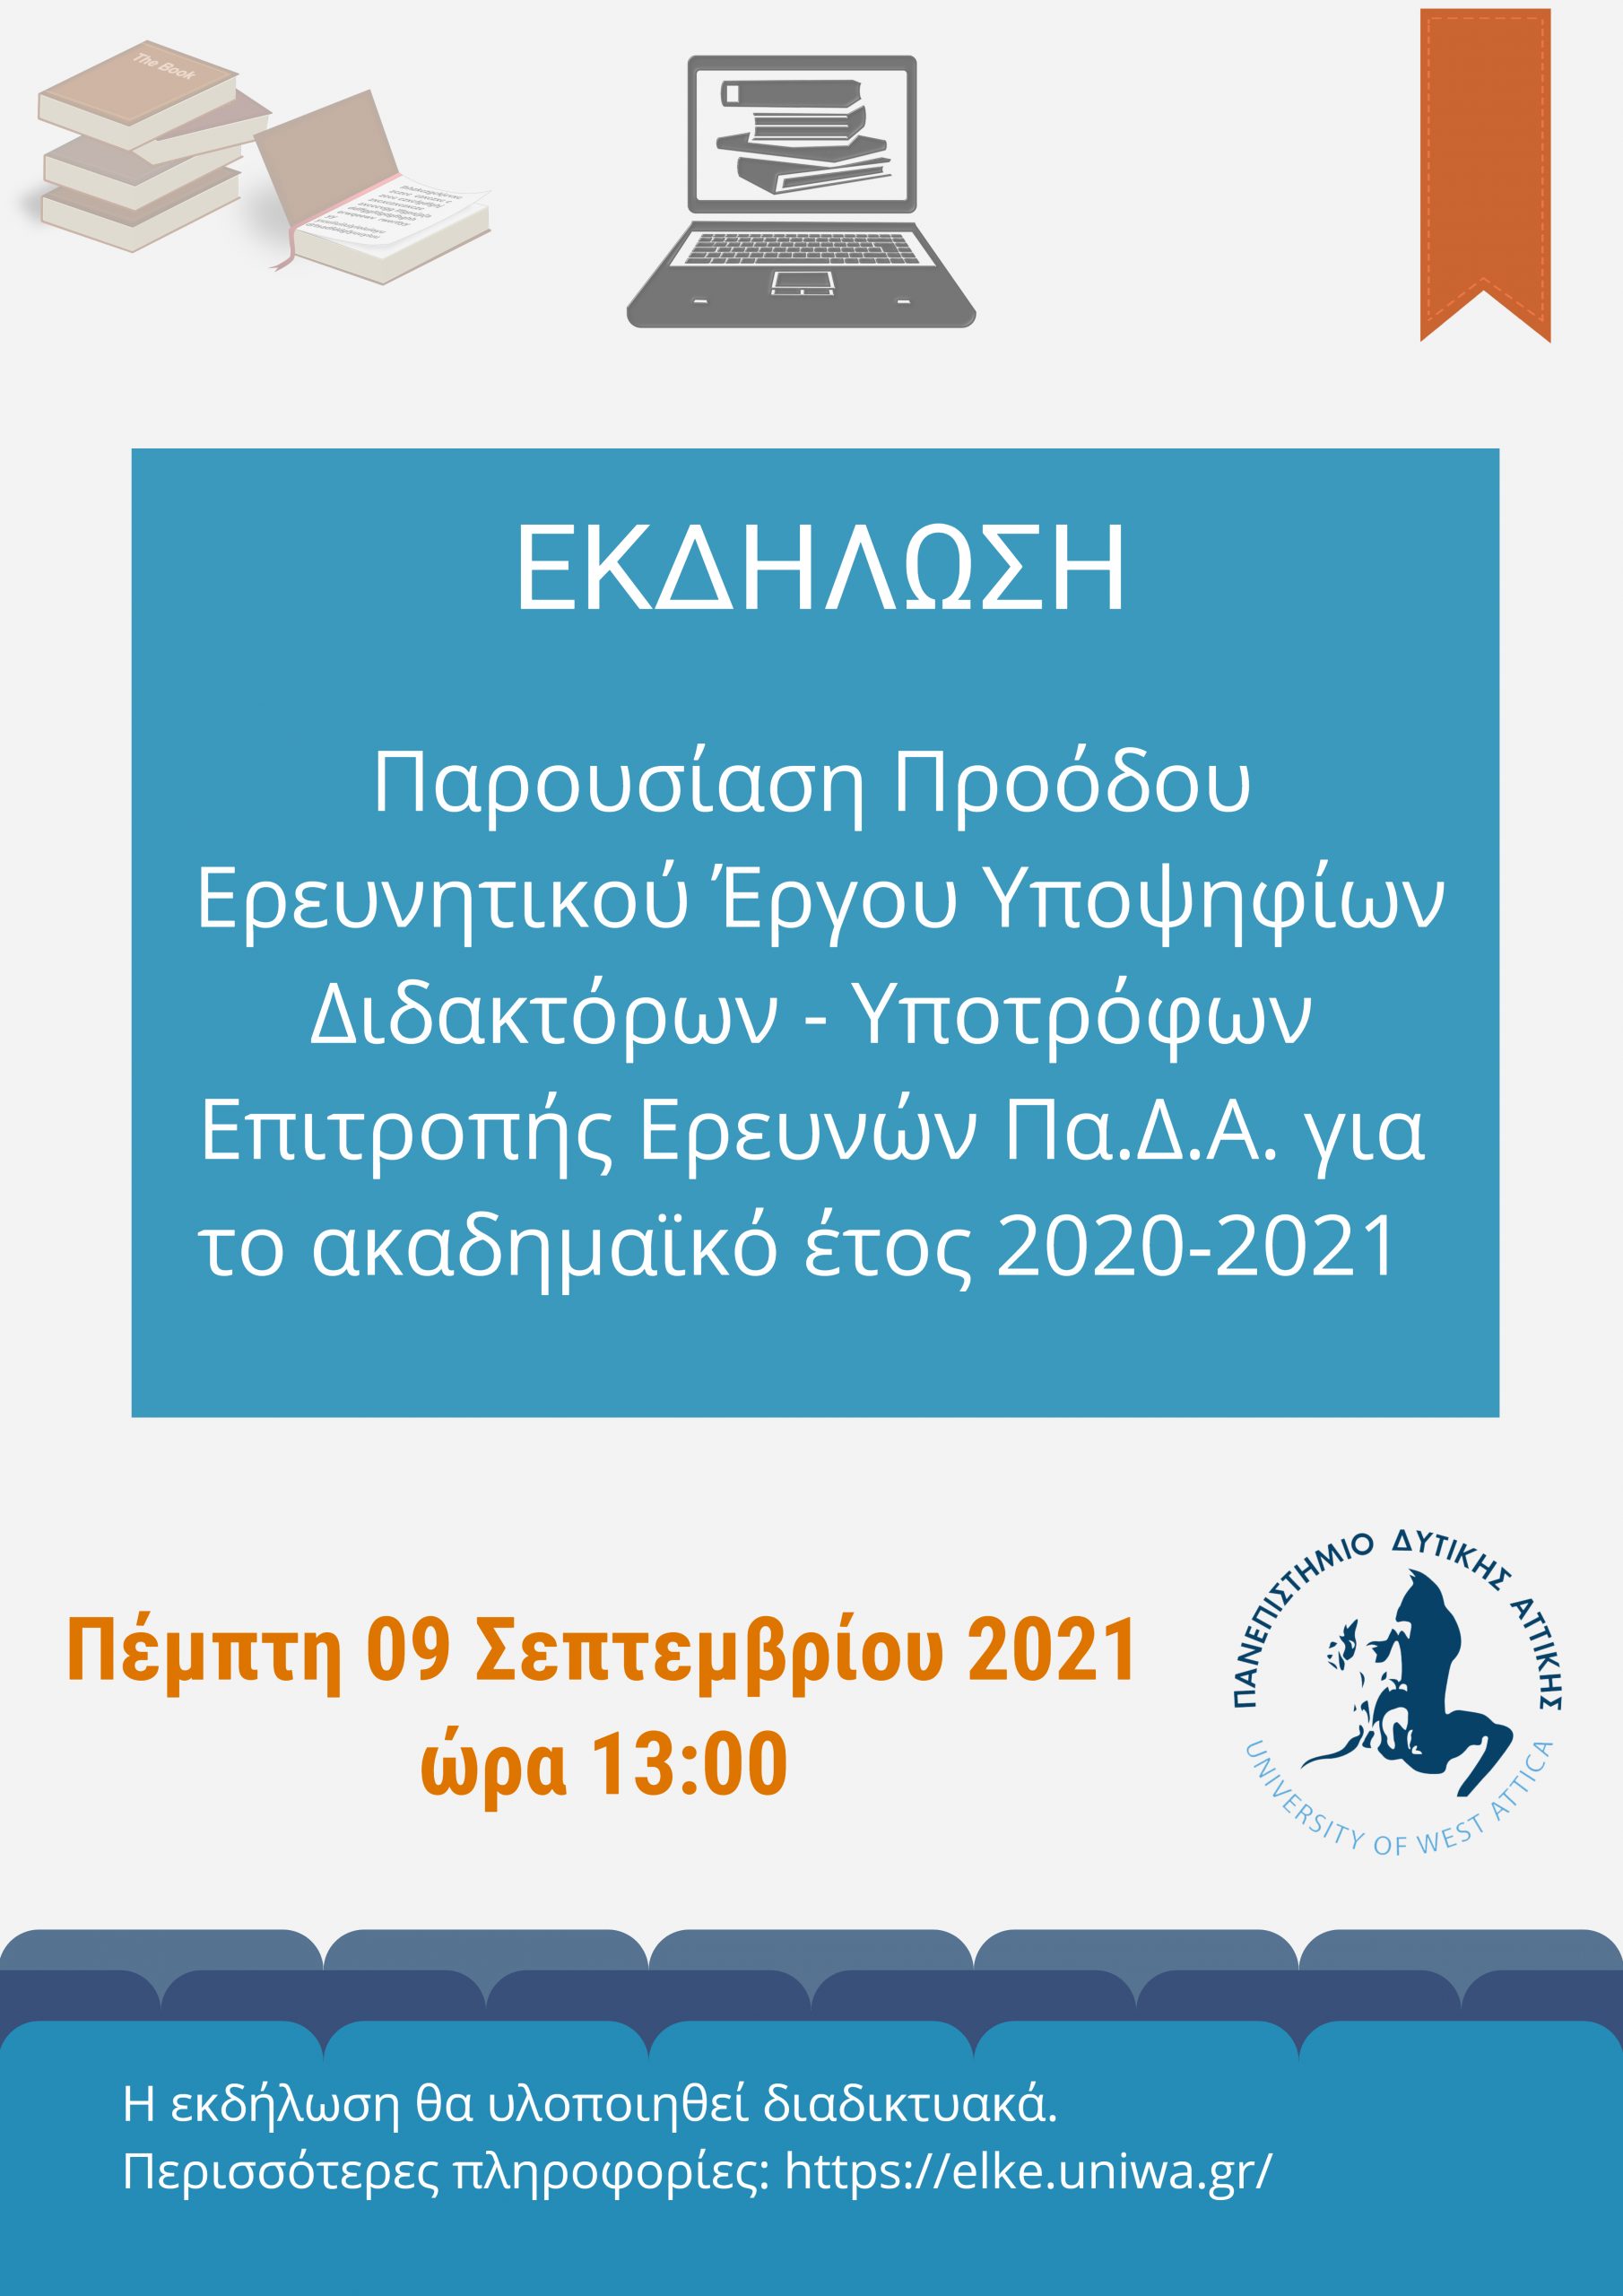 The Book
ΕΚΔΗΛΩΣΗ
Παρουσίαση Προόδου
Ερευνητικού Έργου Υποψηφίων
Διδακτόρων - Υποτρόφων
Επιτροπής Ερευνών Πα.Δ.Α. για
το ακαδημαϊκό έτος 2020-2021
Πέμπτη 09 Σεπτεμβρίου 2021
ώρα 13:00
ΠΑΝΕΠΙΣΤΗΜΙΟ ΔΥΤΙΚΗΣ ΑΤΤΙΚΗΣ
UNIVERSITY OF WEST ATTICA
Η εκδήλωση θα υλοποιηθεί διαδικτυακά.
Περισσότερες πληροφορίες: https://elke.uniwa.gr/